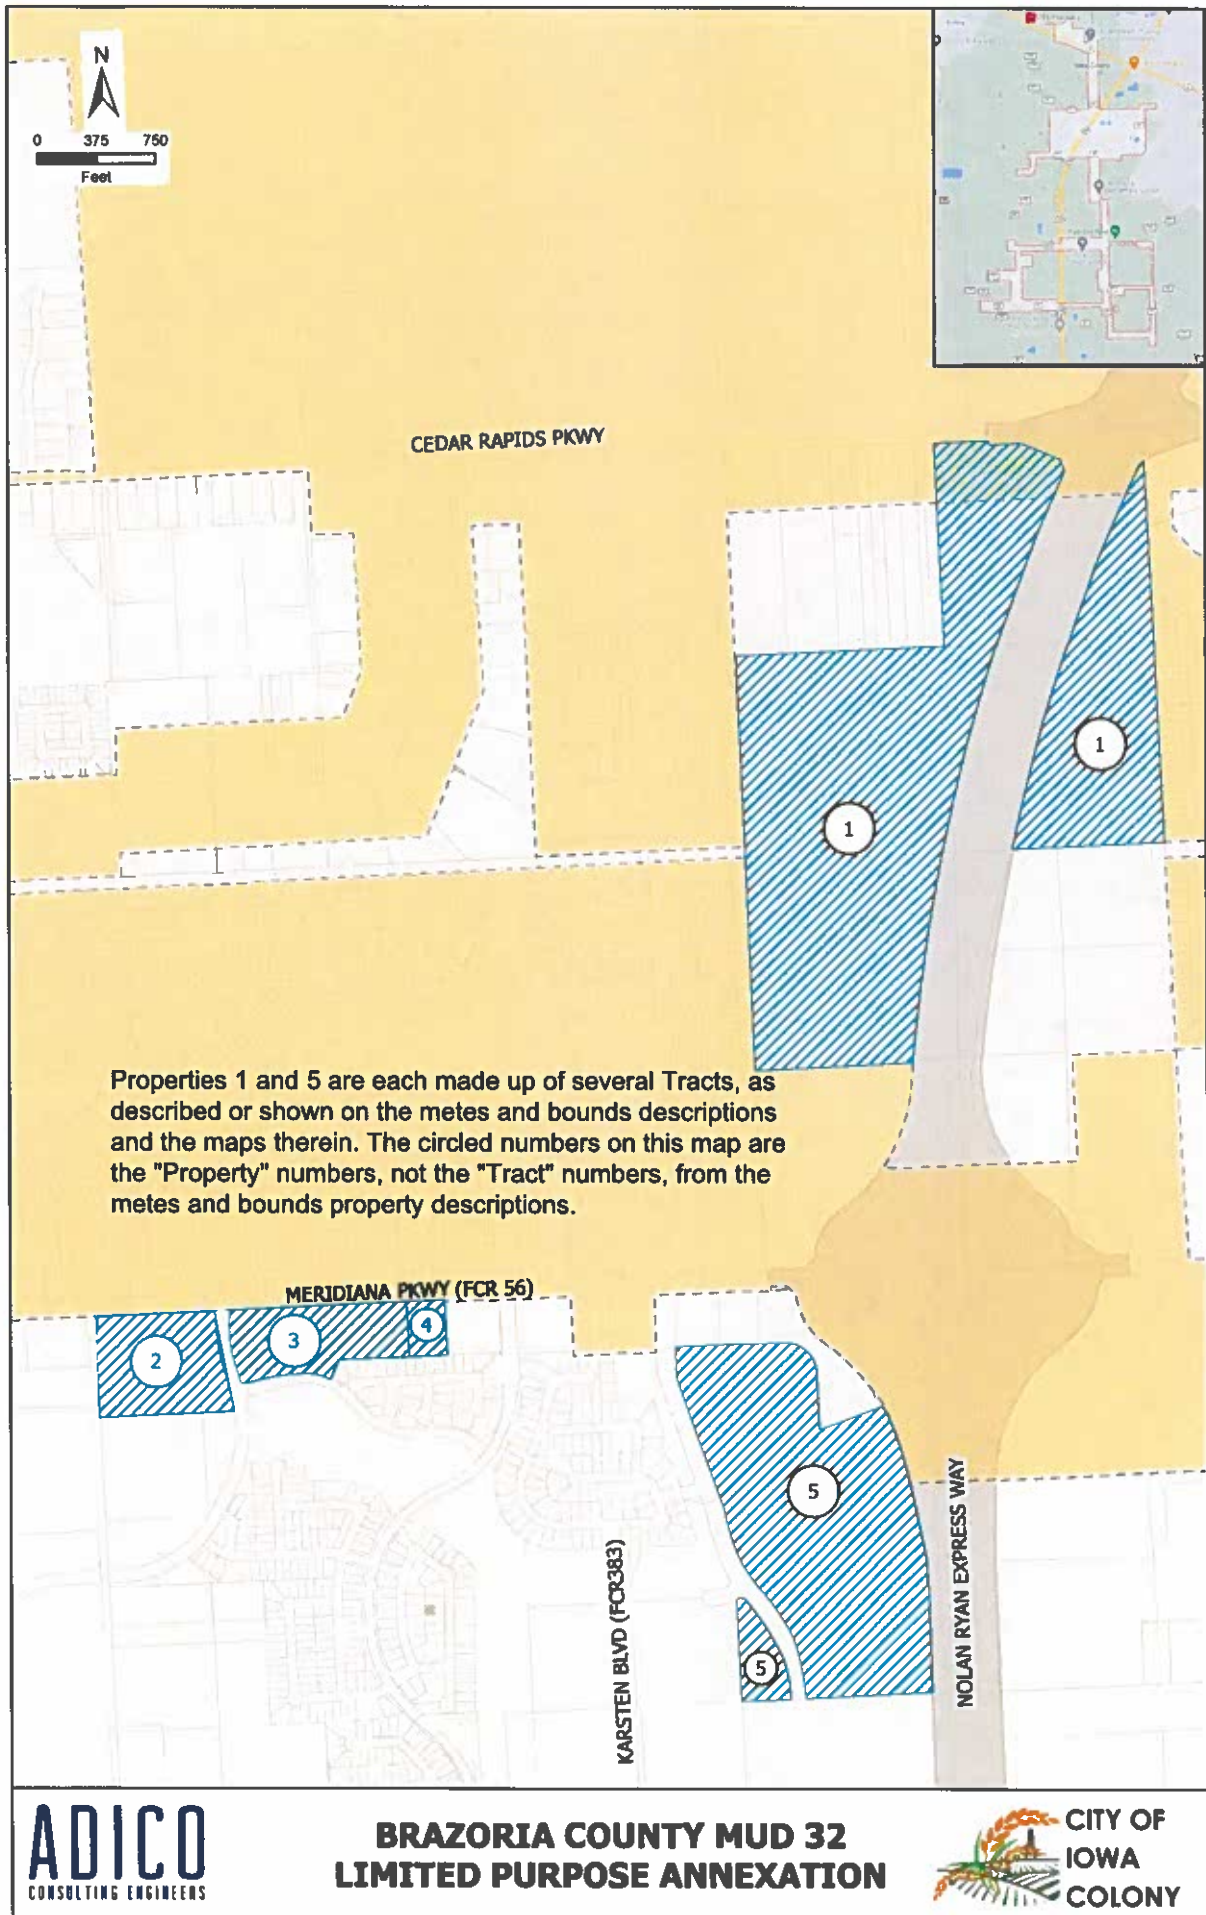 N
0 375 750
Feet
CEDAR RAPIDS PKWY
1
1
Properties 1 and 5 are each made up of several Tracts, as
described or shown on the metes and bounds descriptions
and the maps therein. The circled numbers on this map are
the "Property" numbers, not the "Tract" numbers, from the
metes and bounds property descriptions.
MERIDIANA PKWY (FCR 56)
2
3
4
5
5
KARSTEN BLVD (FCR383)
NOLAN RYAN EXPRESS WAY
ADICO
CONSULTING ENGINEERS
BRAZORIA COUNTY MUD 32
LIMITED PURPOSE ANNEXATION
CITY OF
IOWA
COLONY